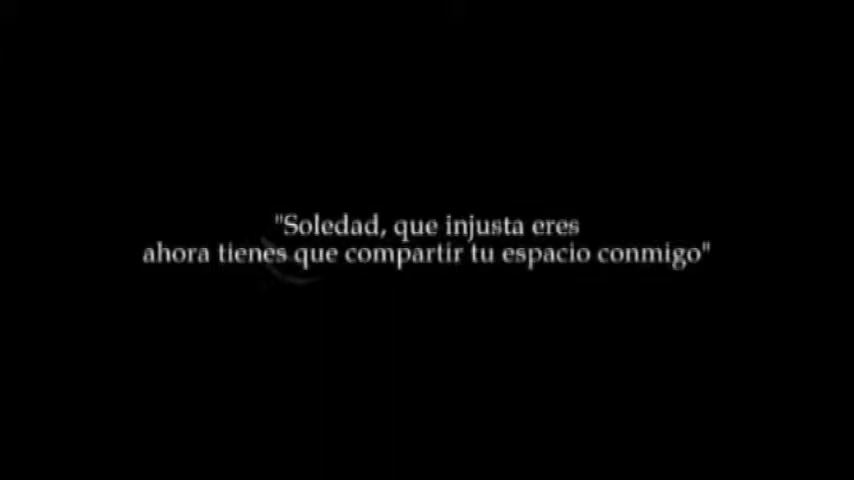 "Soledad, que injusta eres
ahora tienes que compartir tu espacio conmigo"